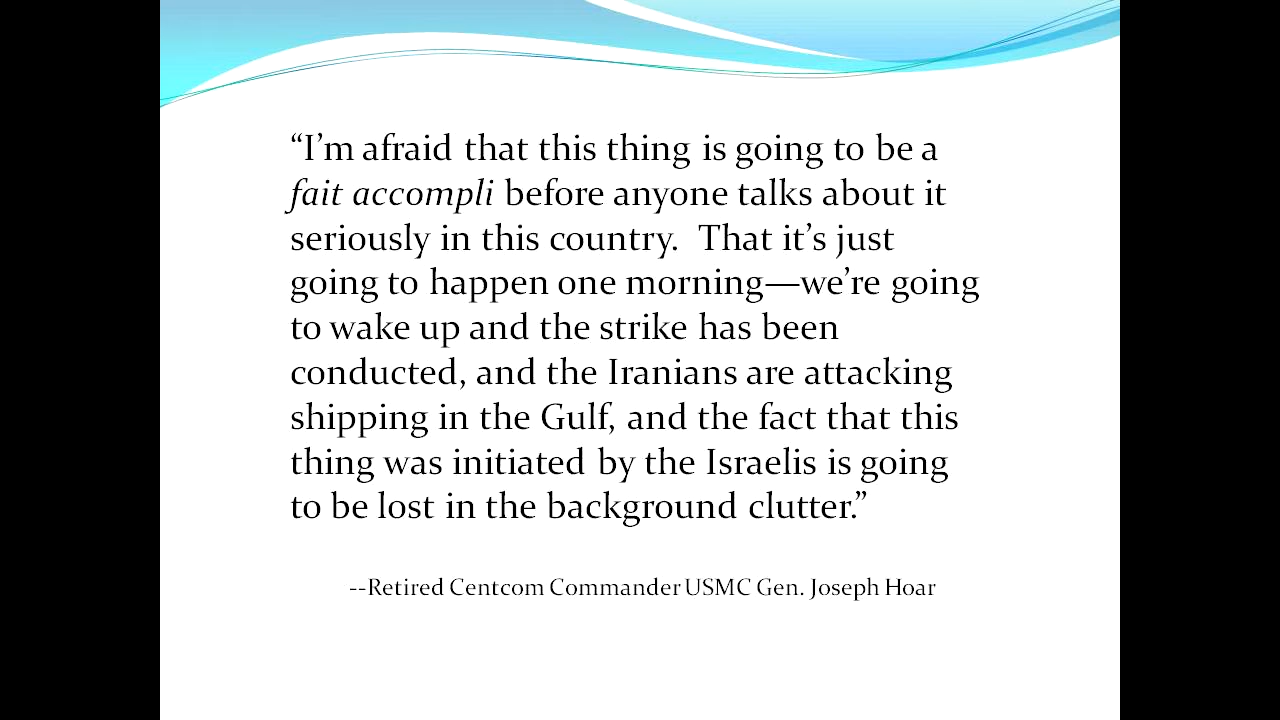 “I’m afraid that this thing is going to be a
fait accompli before anyone talks about it
seriously in this country.  That it’s just
going to happen one morning—we’re going
to wake up and the strike has been
conducted, and the Iranians are attacking
shipping in the Gulf, and the fact that this
thing was initiated by the Israelis is going
to be lost in the background clutter.”
--Retired Centcom Commander USMC Gen. Joseph Hoar